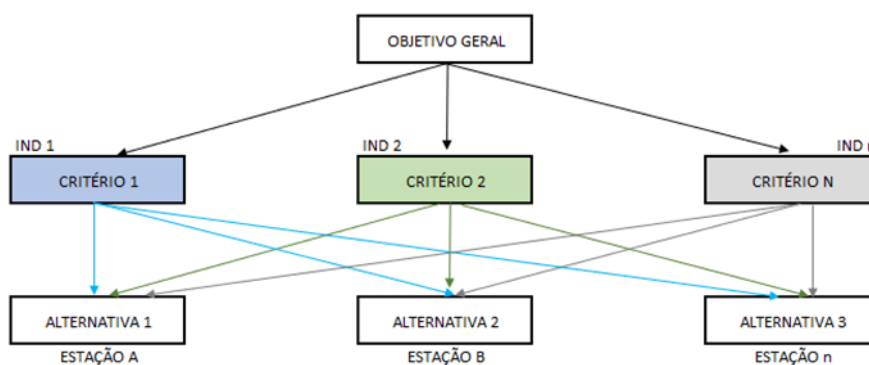 OBJETIVO GERAL
IND 1
IND 2
IND n
CRITÉRIO 1
CRITÉRIO 2
CRITÉRIO N
ALTERNATIVA 1
ALTERNATIVA 2
ALTERNATIVA 3
ESTAÇÃO A
ESTAÇÃO B
ESTAÇÃO n